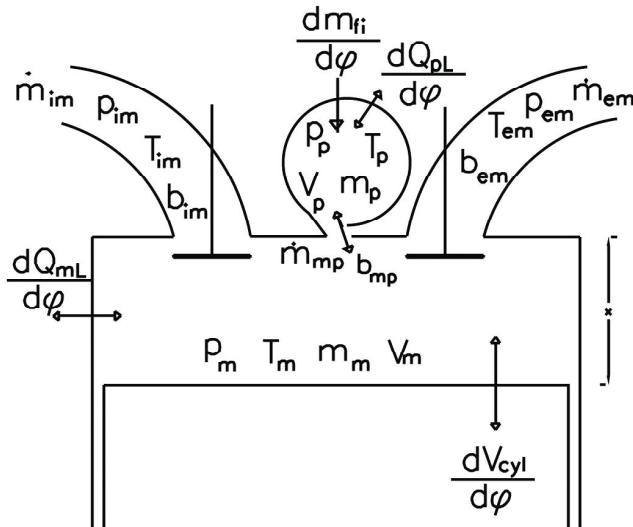 dm_fi
dφ
dQ_pL
dφ
ṁ_im
p_im
T_im
b_im
p_p
T_p
V_p
m_p
T_em
p_em
ṁ_em
b_em
ṁ_mp
b_mp
dQ_mL
dφ
x
p_m T_m m_m V_m
dV_cyl
dφ